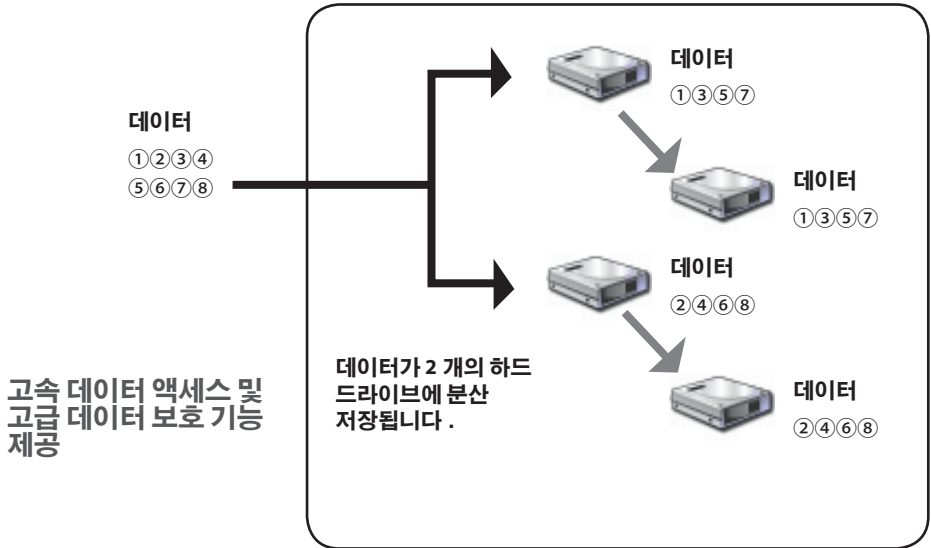 데이터
①②③④
⑤⑥⑦⑧
데이터
①③⑤⑦
데이터
①③⑤⑦
데이터
②④⑥⑧
데이터
②④⑥⑧
데이터가 2 개의 하드
드라이브에 분산
저장됩니다 .
고속 데이터 액세스 및
고급 데이터 보호 기능
제공